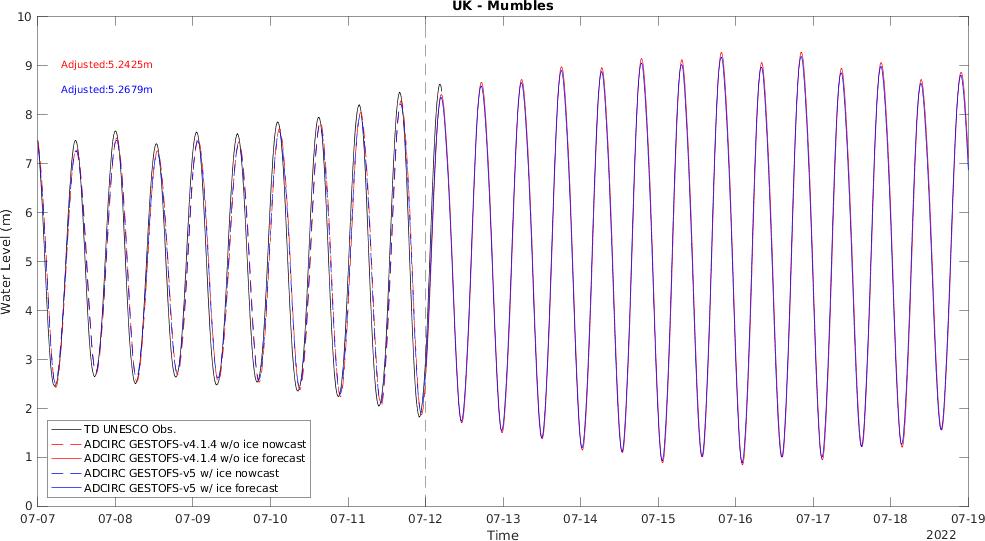 UK - Mumbles
10
9
8
7
6
5
4
3
2
1
0
Water Level (m)
Adjusted:5.2425m
Adjusted:5.2679m
TD UNESCO Obs.
ADCIRC GESTOFS-v4.1.4 w/o ice nowcast
ADCIRC GESTOFS-v4.1.4 w/o ice forecast
ADCIRC GESTOFS-v5 w/ ice nowcast
ADCIRC GESTOFS-v5 w/ ice forecast
07-07 07-08 07-09 07-10 07-11 07-12 07-13 07-14 07-15 07-16 07-17 07-18 07-19
Time
2022